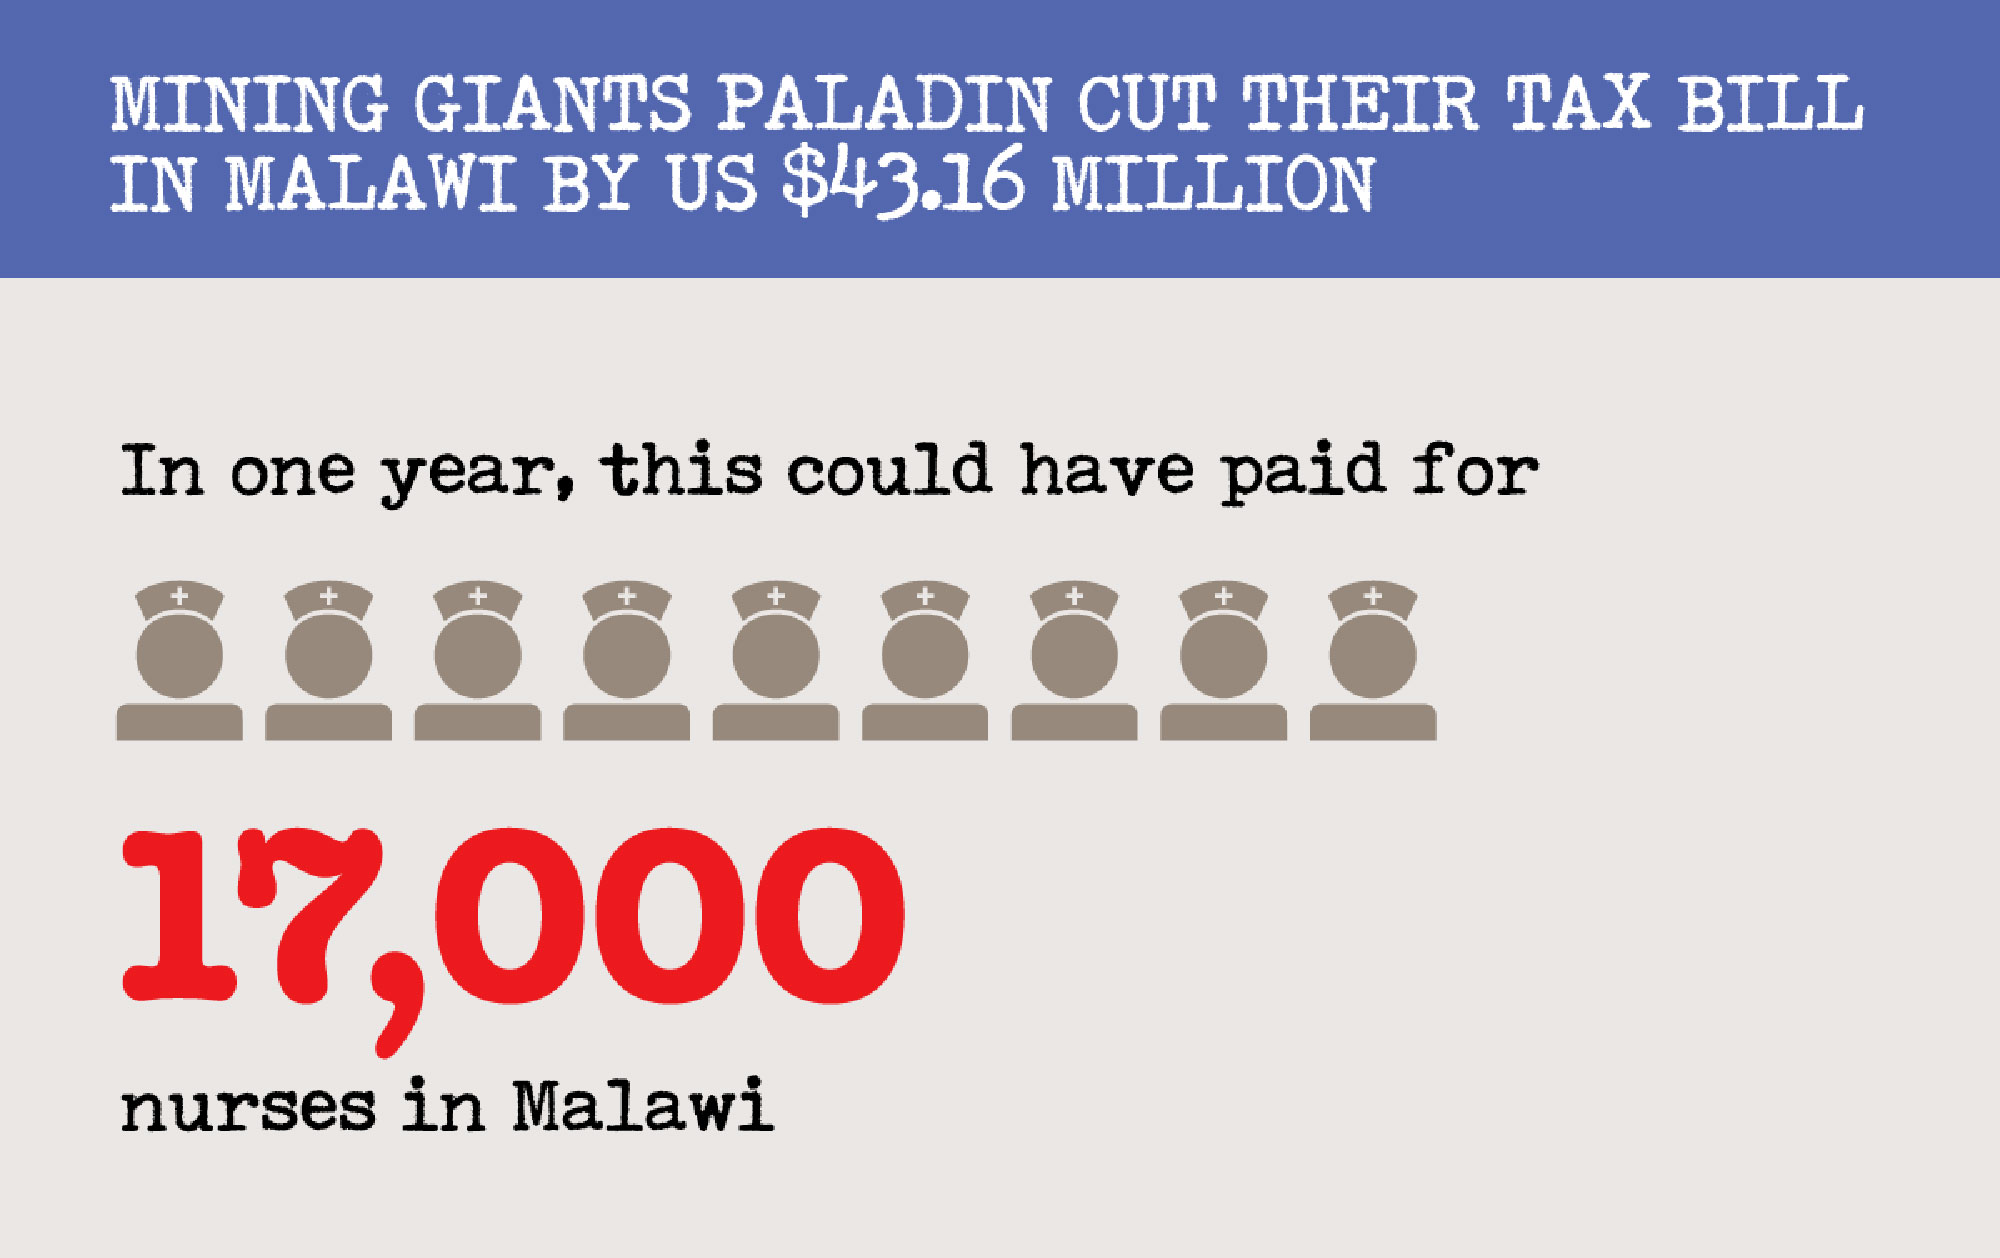 MINING GIANTS PALADIN CUT THEIR TAX BILL
IN MALAWI BY US $43.16 MILLION
In one year, this could have paid for
17,000
nurses in Malawi